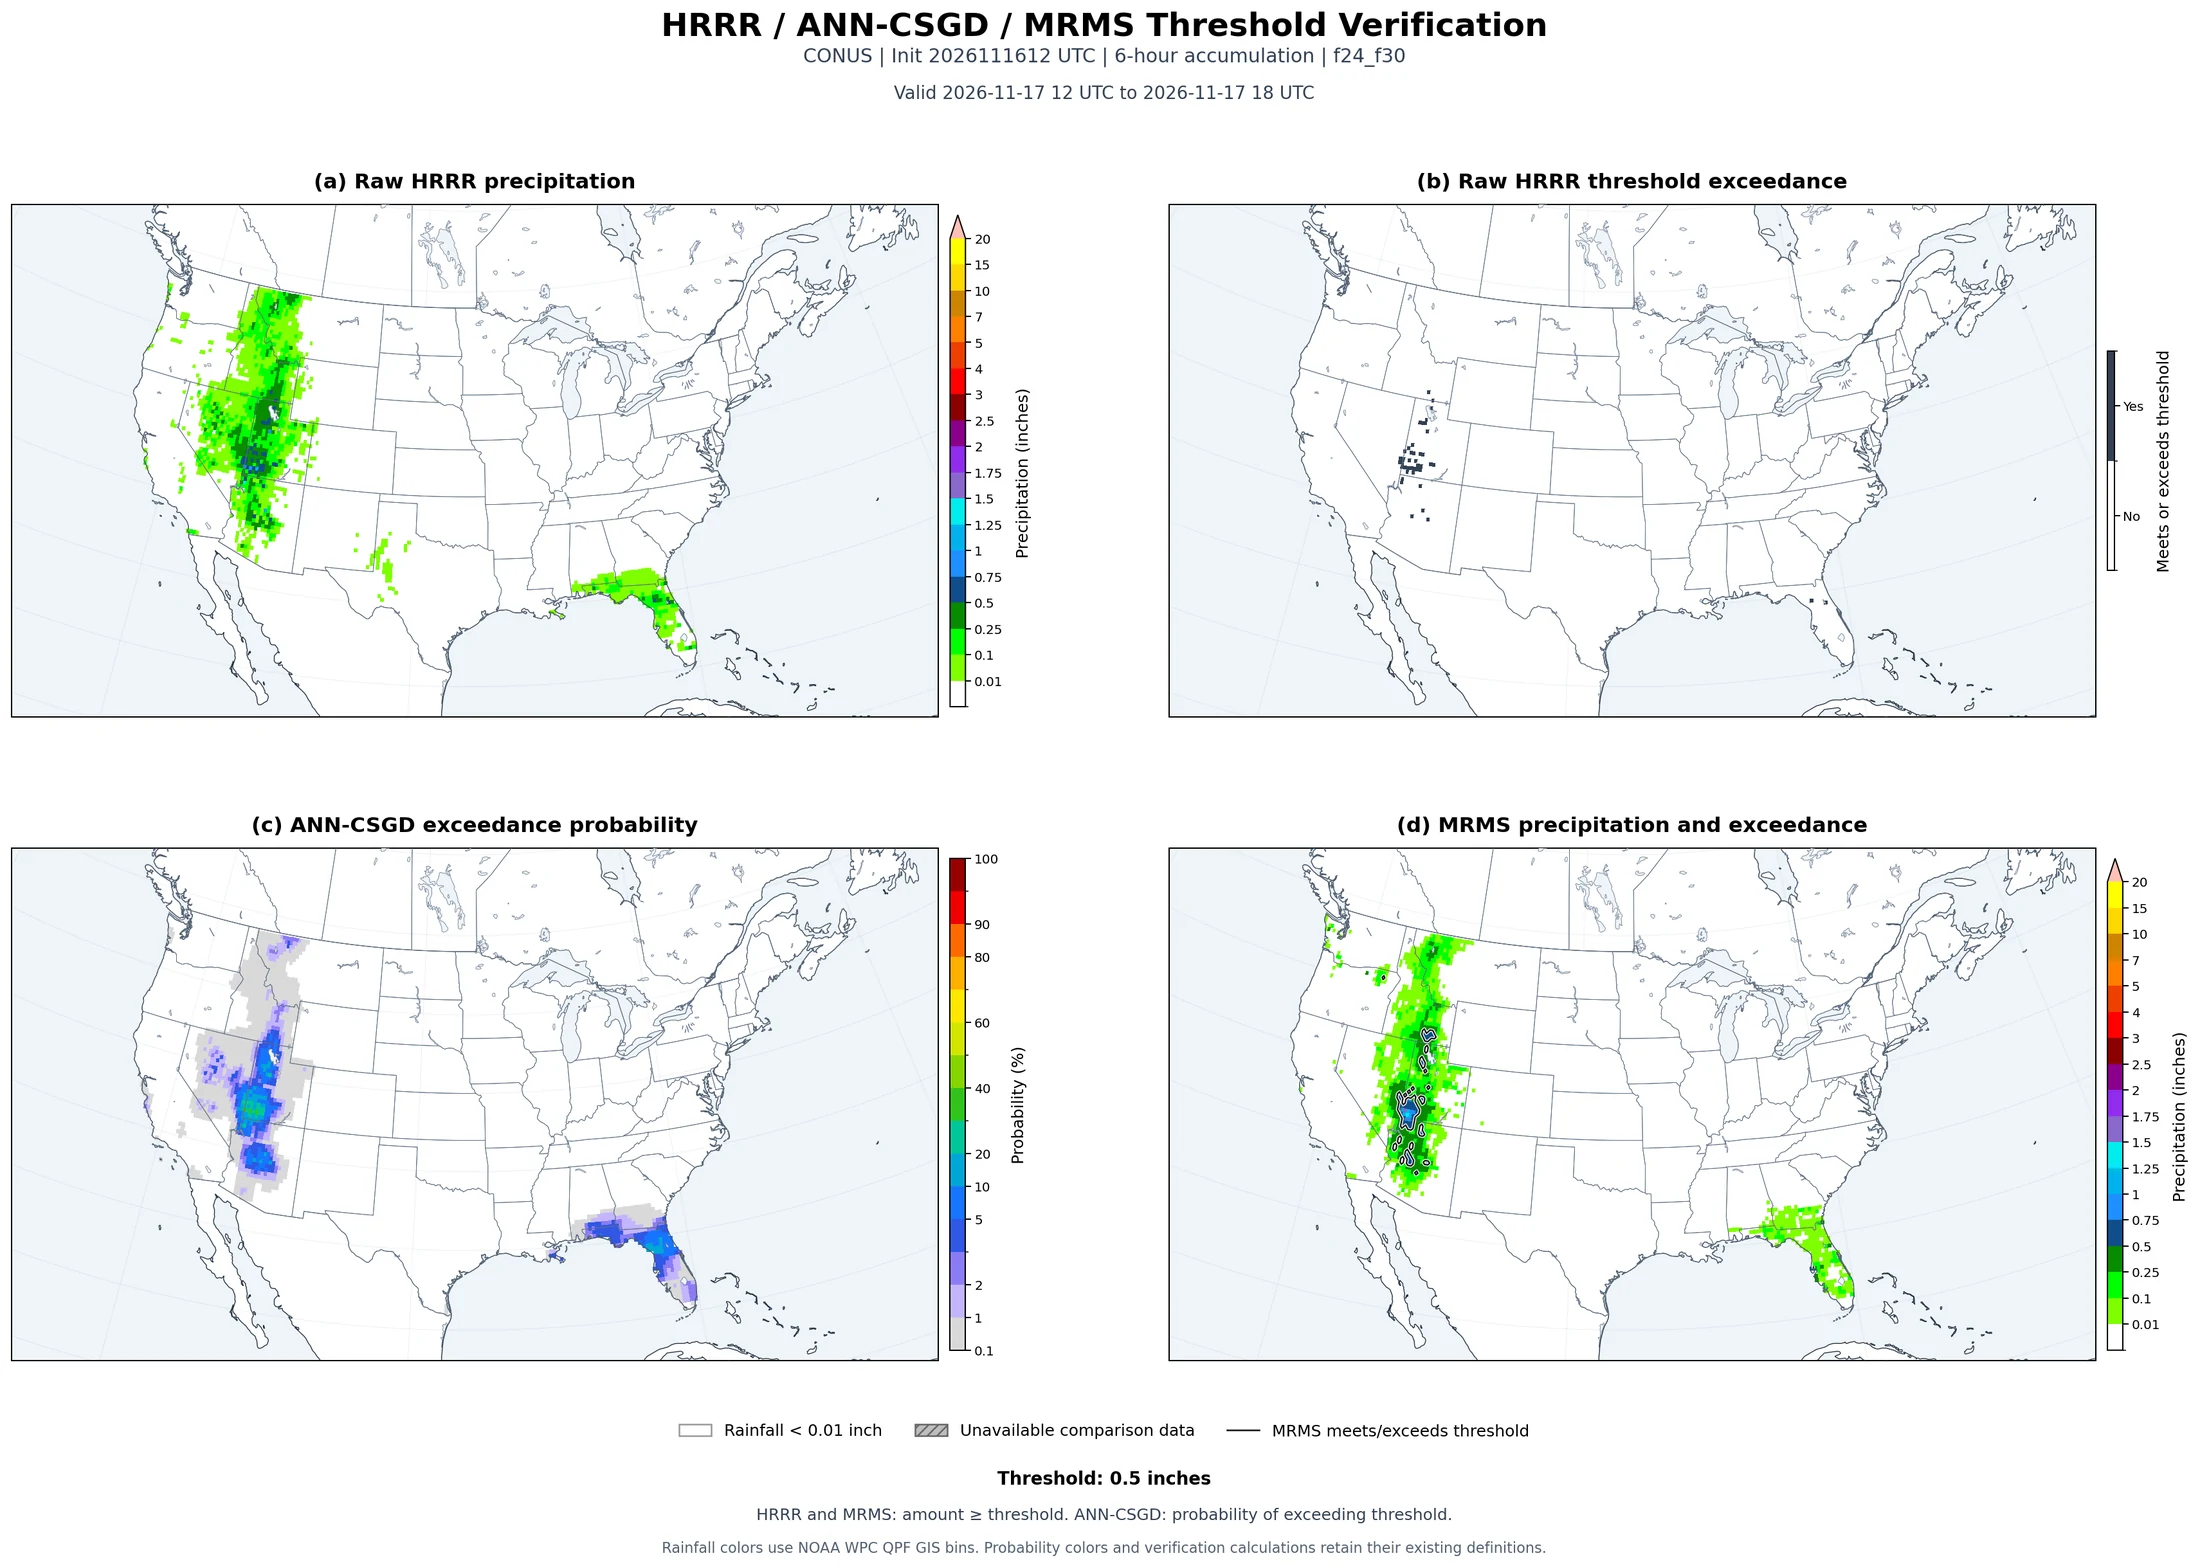 HRRR / ANN-CSGD / MRMS Threshold Verification
CONUS | Init 2026111612 UTC | 6-hour accumulation | f24_f30
Valid 2026-11-17 12 UTC to 2026-11-17 18 UTC
(a) Raw HRRR precipitation
20
15
10
7
5
4
3
2.5
2
1.75
1.5
1.25
1
0.75
0.5
0.25
0.1
0.01
Precipitation (inches)
(b) Raw HRRR threshold exceedance
Yes
No
Meets or exceeds threshold
(c) ANN-CSGD exceedance probability
100
90
80
60
40
20
10
5
2
1
0.1
Probability (%)
(d) MRMS precipitation and exceedance
20
15
10
7
5
4
3
2.5
2
1.75
1.5
1.25
1
0.75
0.5
0.25
0.1
0.01
Precipitation (inches)
Rainfall < 0.01 inch
Unavailable comparison data
MRMS meets/exceeds threshold
Threshold: 0.5 inches
HRRR and MRMS: amount ≥ threshold. ANN-CSGD: probability of exceeding threshold.
Rainfall colors use NOAA WPC QPF GIS bins. Probability colors and verification calculations retain their existing definitions.